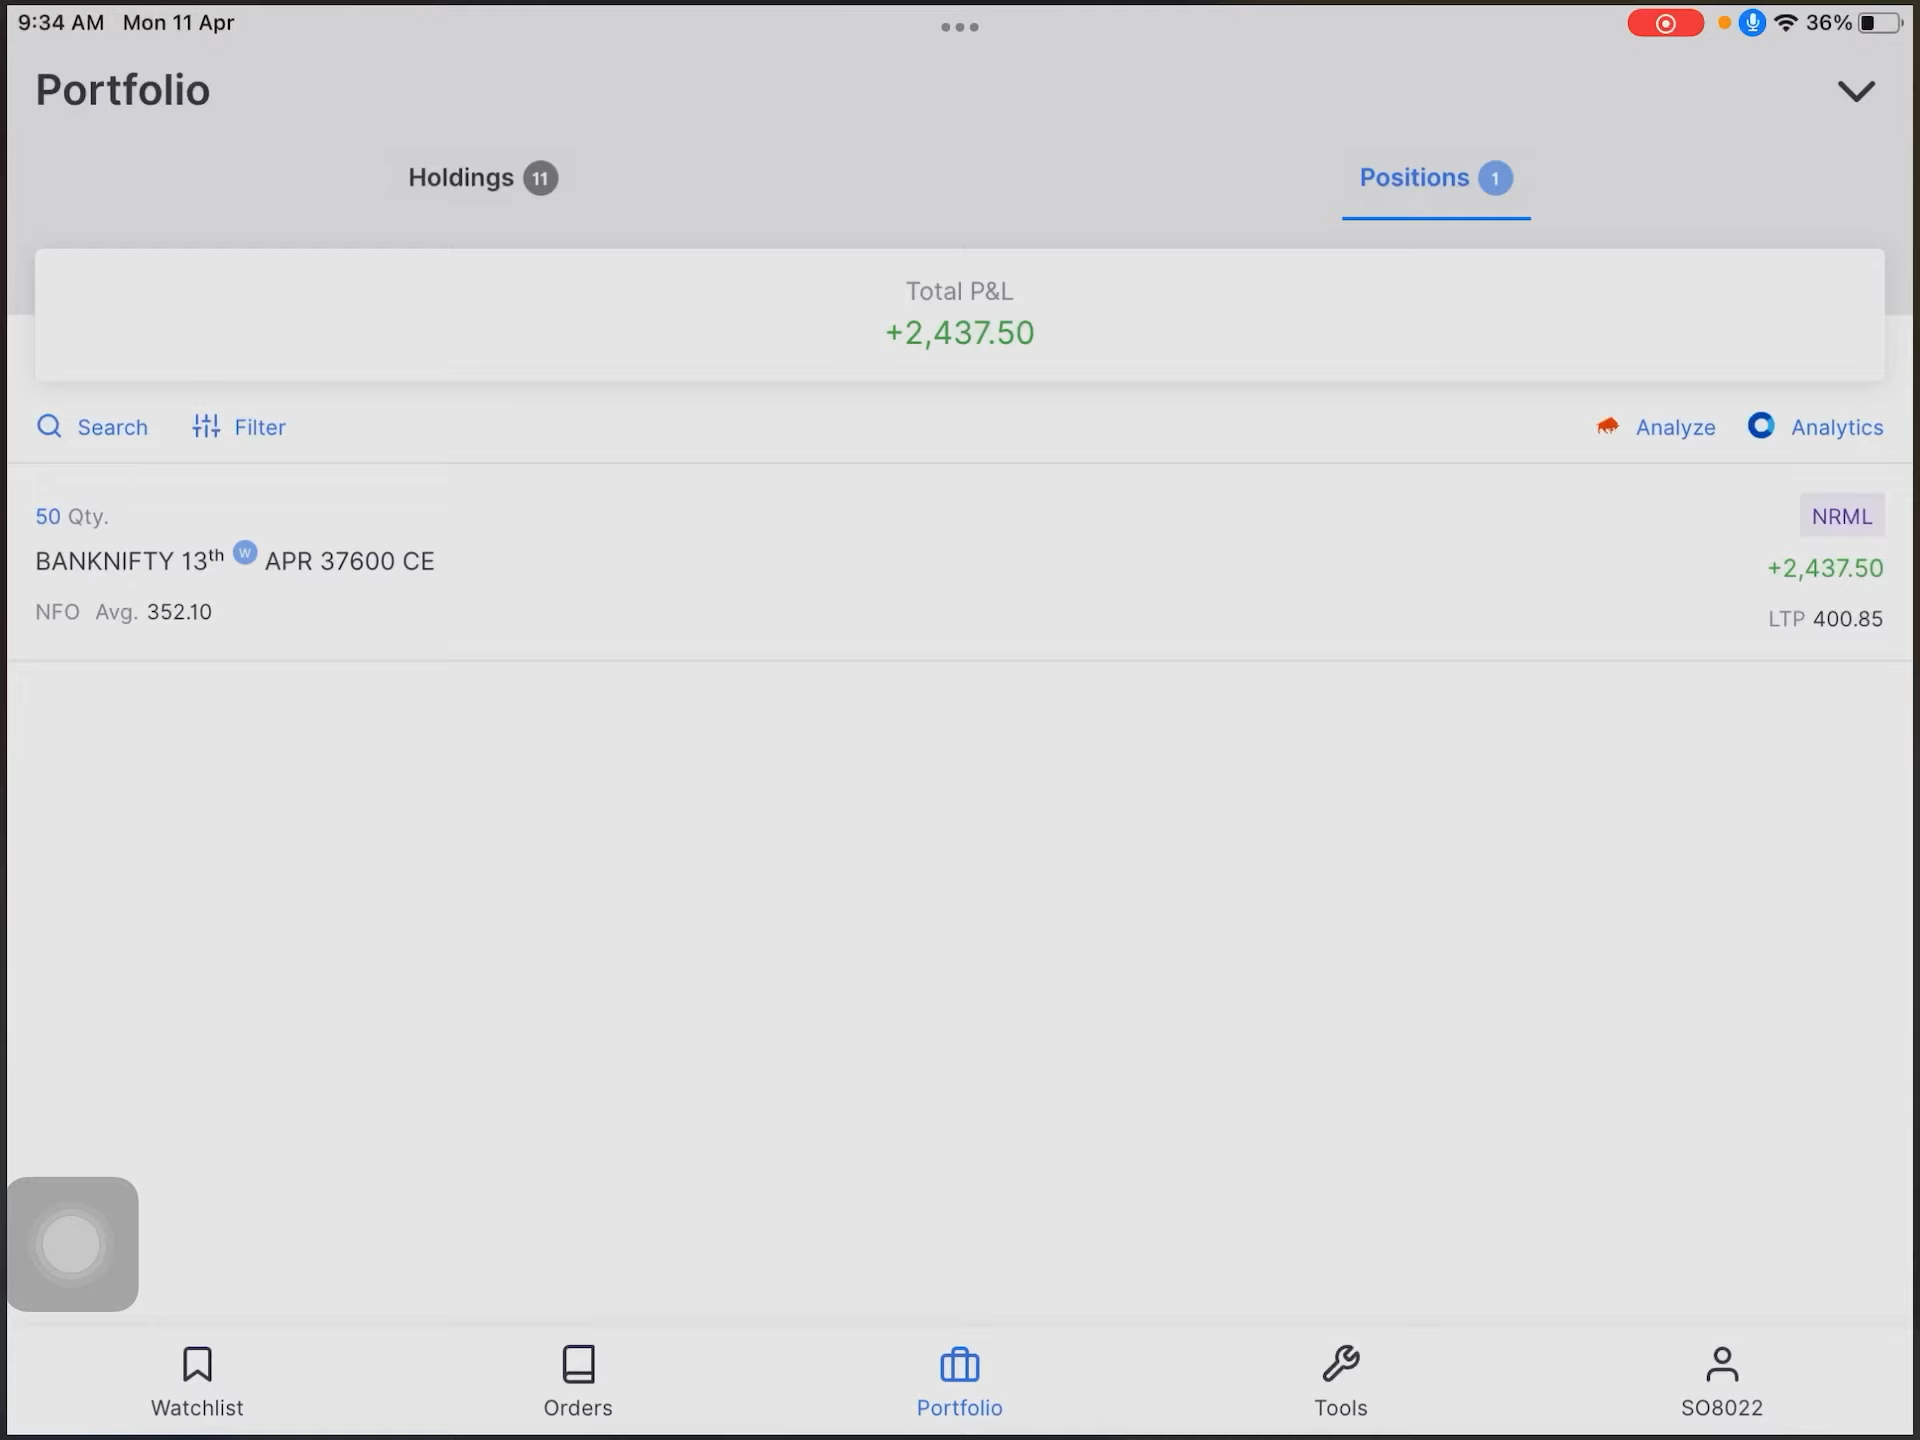 9:34 AM Mon 11 Apr
36%
Portfolio
Holdings 11
Positions 1
Total P&L
+2,437.50
Search
Filter
Analyze
Analytics
50 Qty.
NRML
BANKNIFTY 13th W APR 37600 CE
+2,437.50
NFO Avg. 352.10
LTP 400.85
Watchlist
Orders
Portfolio
Tools
SO8022